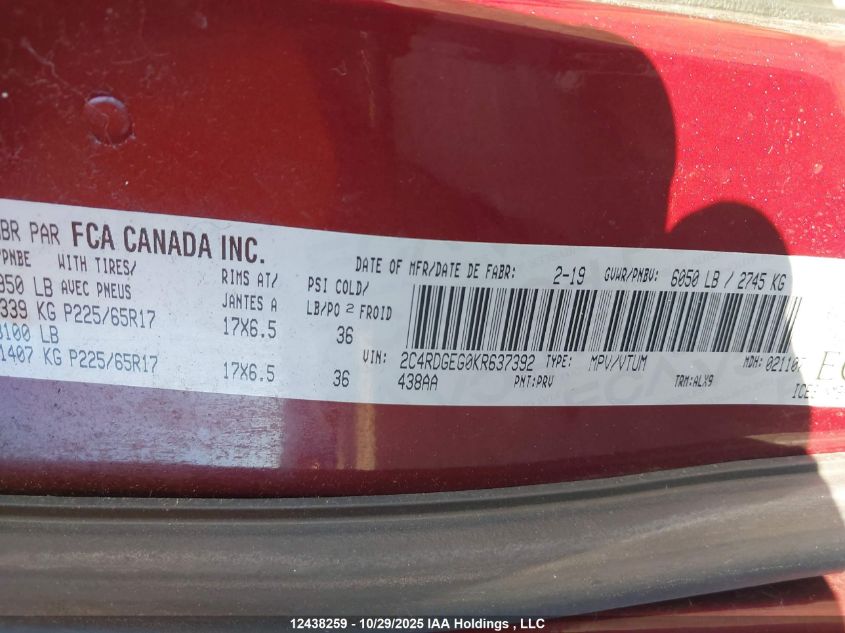 BR PAR FCA CANADA INC.
DATE OF MFR/DATE DE FABR: 2-19 GVWR/PNBV: 6050 LB / 2745 KG
/PNBE WITH TIRES/ RIMS AT/ PSI COLD/
950 LB AVEC PNEUS JANTES A LB/PO 2 FROID
339 KG P225/65R17 17X6.5 36
100 LB
1407 KG P225/65R17 17X6.5 36
VIN: 2C4RDGEG0KR637392 TYPE: MPV/VTUM MDH: 02110
438AA PNT:PRV TRM:ALX9
12438259 - 10/29/2025 IAA Holdings , LLC